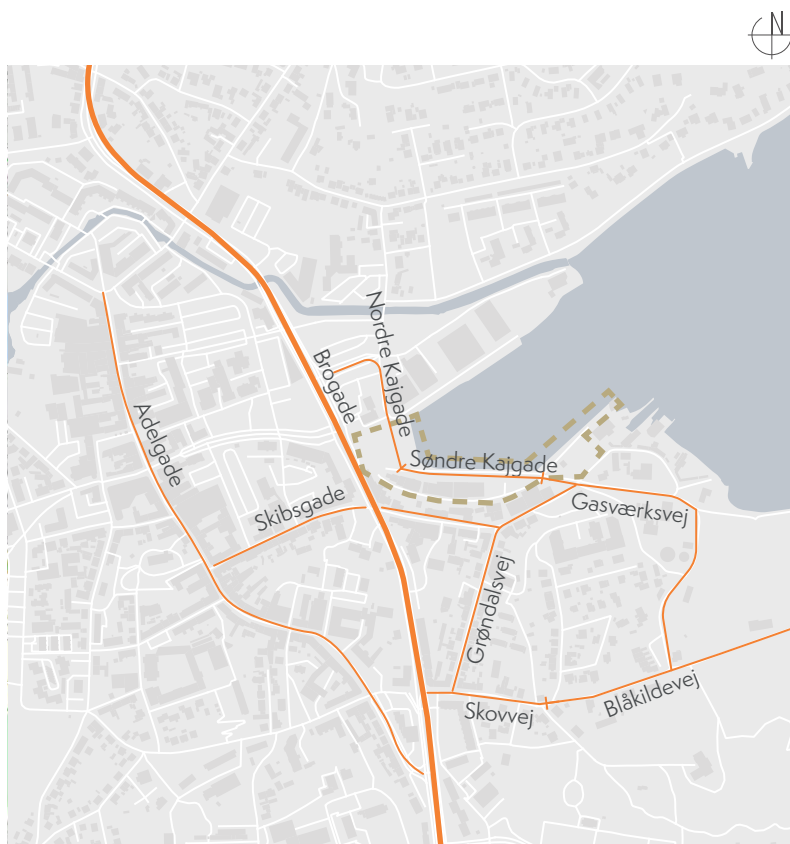 N
Nordre Kajgade
Brogade
Adelgade
Søndre Kajgade
Skibsgade
Gasværksvej
Grøndalsvej
Skovvej
Blåkildevej